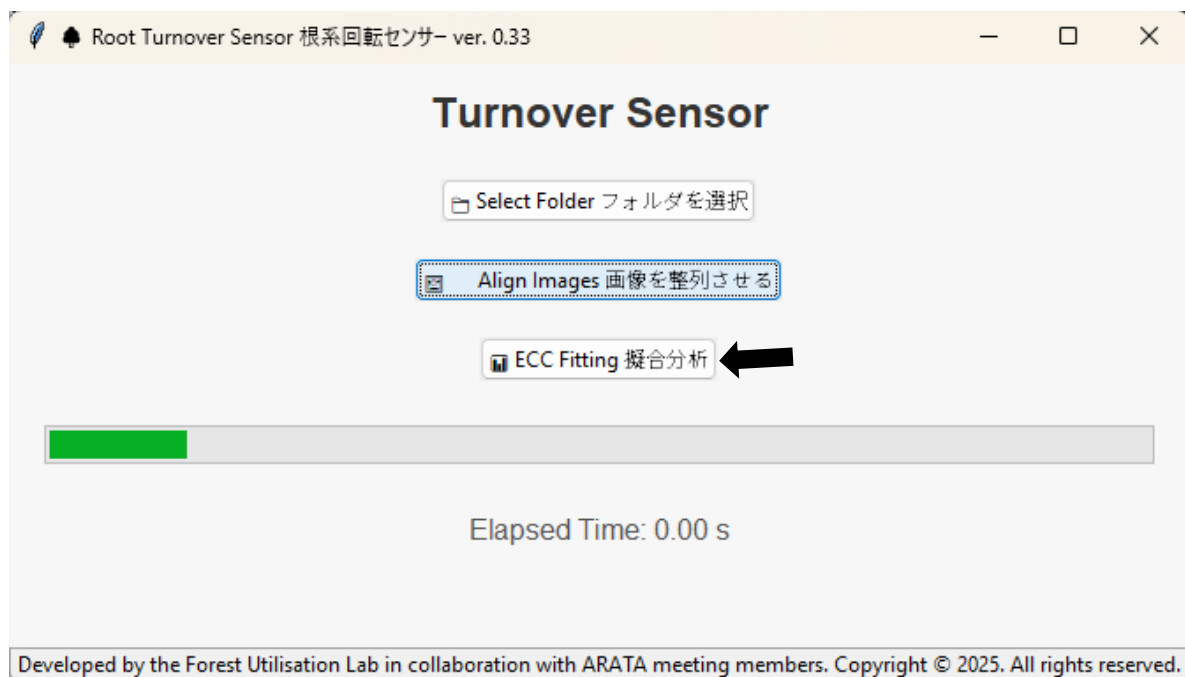 Root Turnover Sensor 根系回転センサー ver. 0.33
Turnover Sensor
Select Folder フォルダを選択
Align Images 画像を整列させる
ECC Fitting 擬合分析
Elapsed Time: 0.00 s
Developed by the Forest Utilisation Lab in collaboration with ARATA meeting members. Copyright © 2025. All rights reserved.